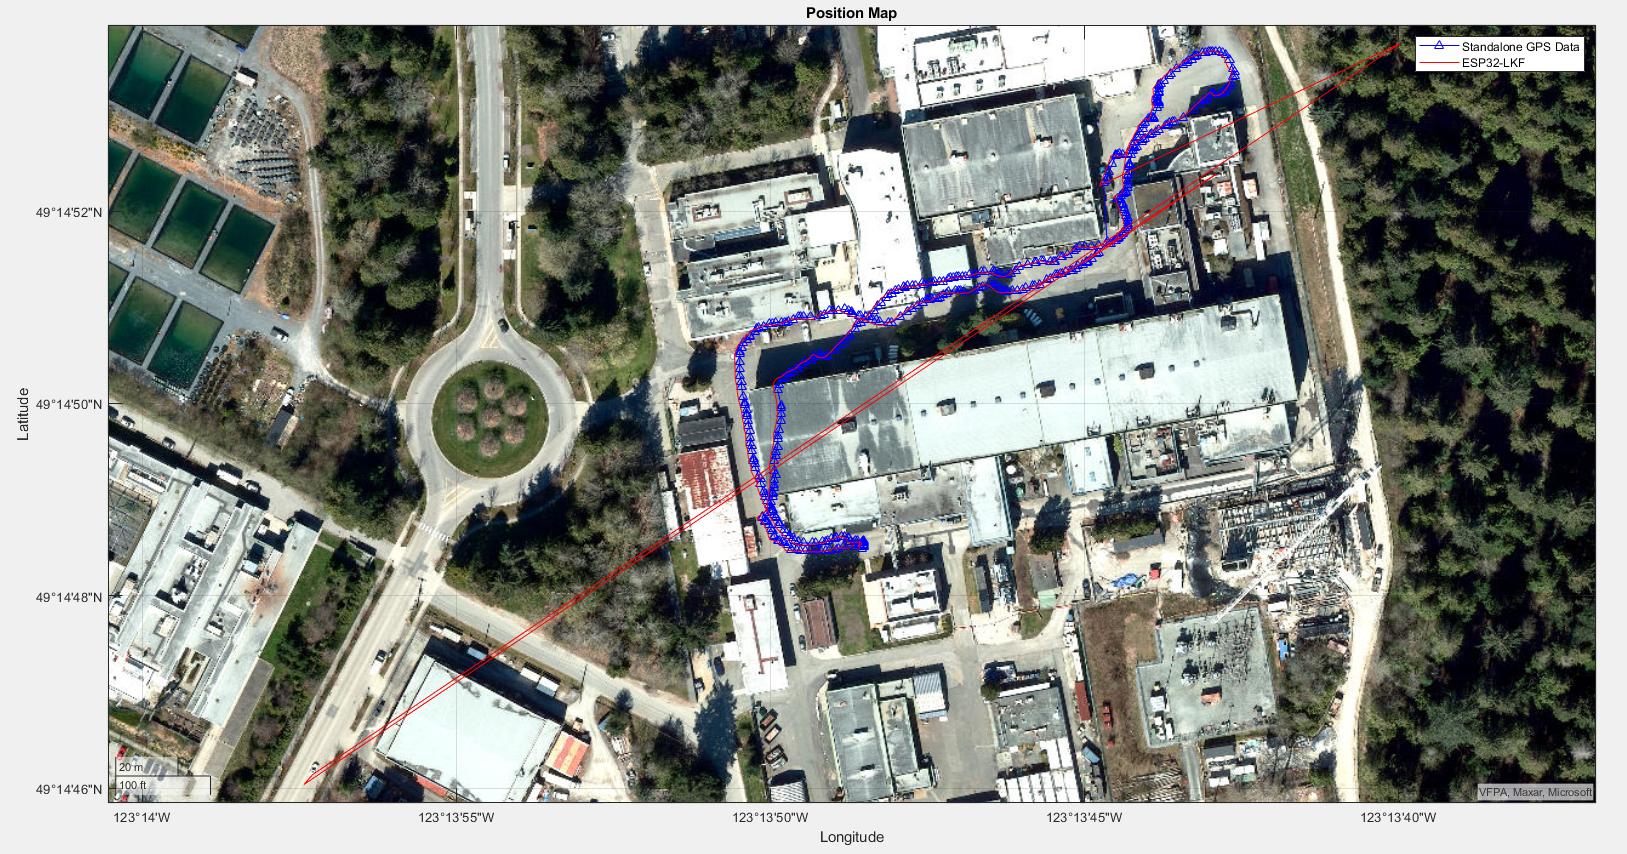 Position Map
Standalone GPS Data
ESP32-LKF
Latitude
49°14'52"N
49°14'50"N
49°14'48"N
49°14'46"N
20 m
100 ft
VFPA, Maxar, Microsoft
123°14'W
123°13'55"W
123°13'50"W
123°13'45"W
123°13'40"W
Longitude